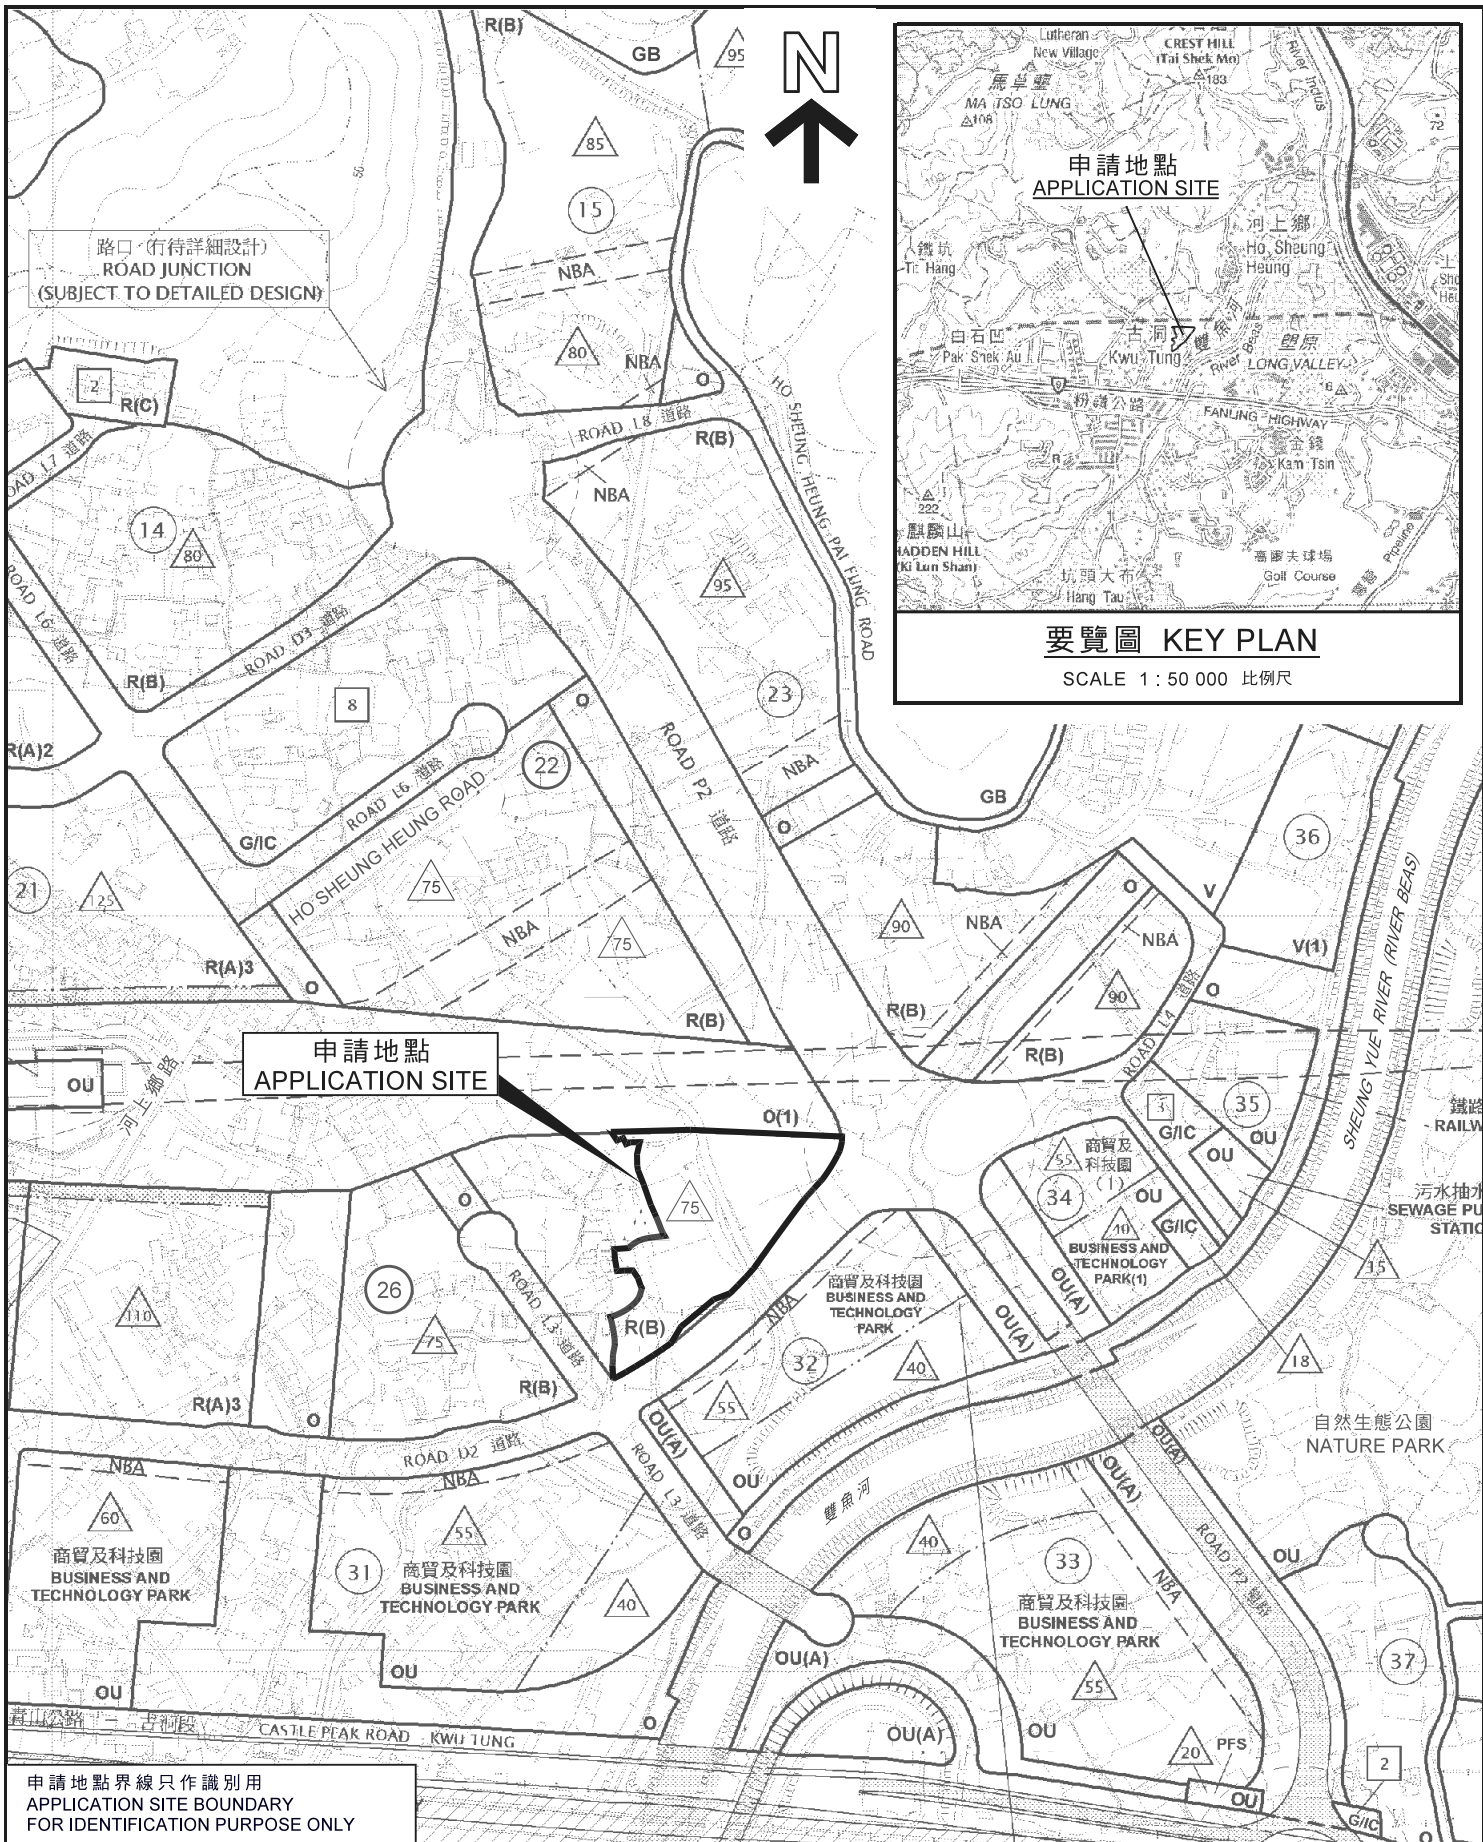 R(B)
GB
95
N
85
15
路口 (有待詳細設計)
ROAD JUNCTION
(SUBJECT TO DETAILED DESIGN)
NBA
80
NBA
O
2
R(C)
ROAD L8 道路
R(B)
HO SHEUNG HEUNG PAI FUNG ROAD
ROAD L7 道路
NBA
14
80
95
ROAD L6 道路
ROAD D3 道路
R(B)
8
O
23
R(A)2
22
ROAD P2 道路
NBA
ROAD L6 道路
HO SHEUNG HEUNG ROAD
G/IC
GB
O
36
21
125
75
NBA
75
90
NBA
O
NBA
V
V(1)
R(A)3
O
90
O
R(B)
R(B)
R(B)
ROAD L4 道路
SHEUNG YUE RIVER (RIVER BEAS)
申請地點
APPLICATION SITE
OU
河上鄉路
O(1)
3
G/IC
35
OU
OU
鐵路
RAILW
55
商貿及
科技園
(1)
34
OU
G/IC
40
BUSINESS AND
TECHNOLOGY
PARK(1)
污水抽水
SEWAGE PU
STATIO
15
18
O
75
26
110
75
ROAD L3 道路
R(B)
R(B)
NBA
商貿及科技園
BUSINESS AND
TECHNOLOGY
PARK
32
40
55
OU(A)
OU(A)
R(A)3
O
ROAD D2 道路
NBA
NBA
OU(A)
ROAD L3 道路
OU
O
雙魚河
OU(A)
OU(A)
自然生態公園
NATURE PARK
60
商貿及科技園
BUSINESS AND
TECHNOLOGY PARK
31
55
商貿及科技園
BUSINESS AND
TECHNOLOGY PARK
40
40
33
商貿及科技園
BUSINESS AND
TECHNOLOGY PARK
NBA
ROAD P2 道路
OU
55
37
OU
OU
OU(A)
O
OU(A)
OU
20
PFS
OU
2
G/IC
O
青山公路 - 古洞段
CASTLE PEAK ROAD - KWU TUNG
申請地點界線只作識別用
APPLICATION SITE BOUNDARY
FOR IDENTIFICATION PURPOSE ONLY
Lutheran
New Village
CREST HILL
(Tai Shek Mo)
183
River Indus
馬草壟
MA TSO LUNG
108
72
申請地點
APPLICATION SITE
河上鄉
Ho Sheung
Heung
鐵坑
Tit Hang
白石凹
Pak Shek Au
古洞
Kwu Tung
雙魚河
River Beas
塱原
LONG VALLEY
6
9
粉嶺公路
FANLING HIGHWAY
金錢
Kam Tsin
222
麒麟山
HADDEN HILL
(Ki Lun Shan)
坑頭大布
Hang Tau
高爾夫球場
Golf Course
Pipeline
要覽圖 KEY PLAN
SCALE 1 : 50 000 比例尺